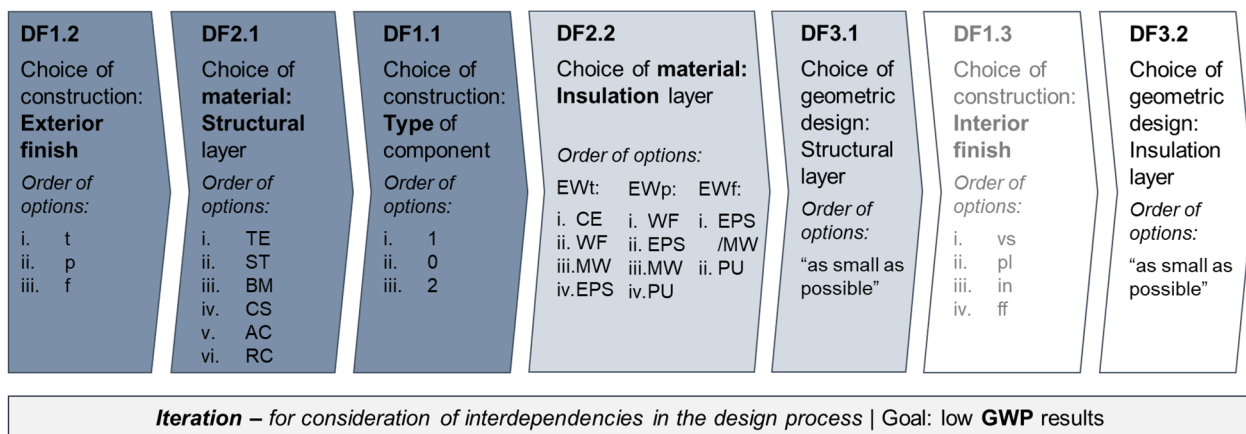 DF1.2
Choice of
construction:
Exterior
finish
Order of
options:
i. t
ii. p
iii. f
DF2.1
Choice of
material:
Structural
layer
Order of
options:
i. TE
ii. ST
iii. BM
iv. CS
v. AC
vi. RC
DF1.1
Choice of
construction:
Type of
component
Order of
options:
i. 1
ii. 0
iii. 2
DF2.2
Choice of material:
Insulation layer
Order of options:
EWt: EWp: EWf:
i. CE i. WF i. EPS
ii. WF ii. EPS /MW
iii. MW iii. MW ii. PU
iv. EPS iv. PU
DF3.1
Choice of
geometric
design:
Structural
layer
Order of
options:
“as small as
possible”
DF1.3
Choice of
construction:
Interior
finish
Order of
options:
i. vs
ii. pl
iii. in
iv. ff
DF3.2
Choice of
geometric
design:
Insulation
layer
Order of
options:
“as small as
possible”
Iteration – for consideration of interdependencies in the design process | Goal: low GWP results